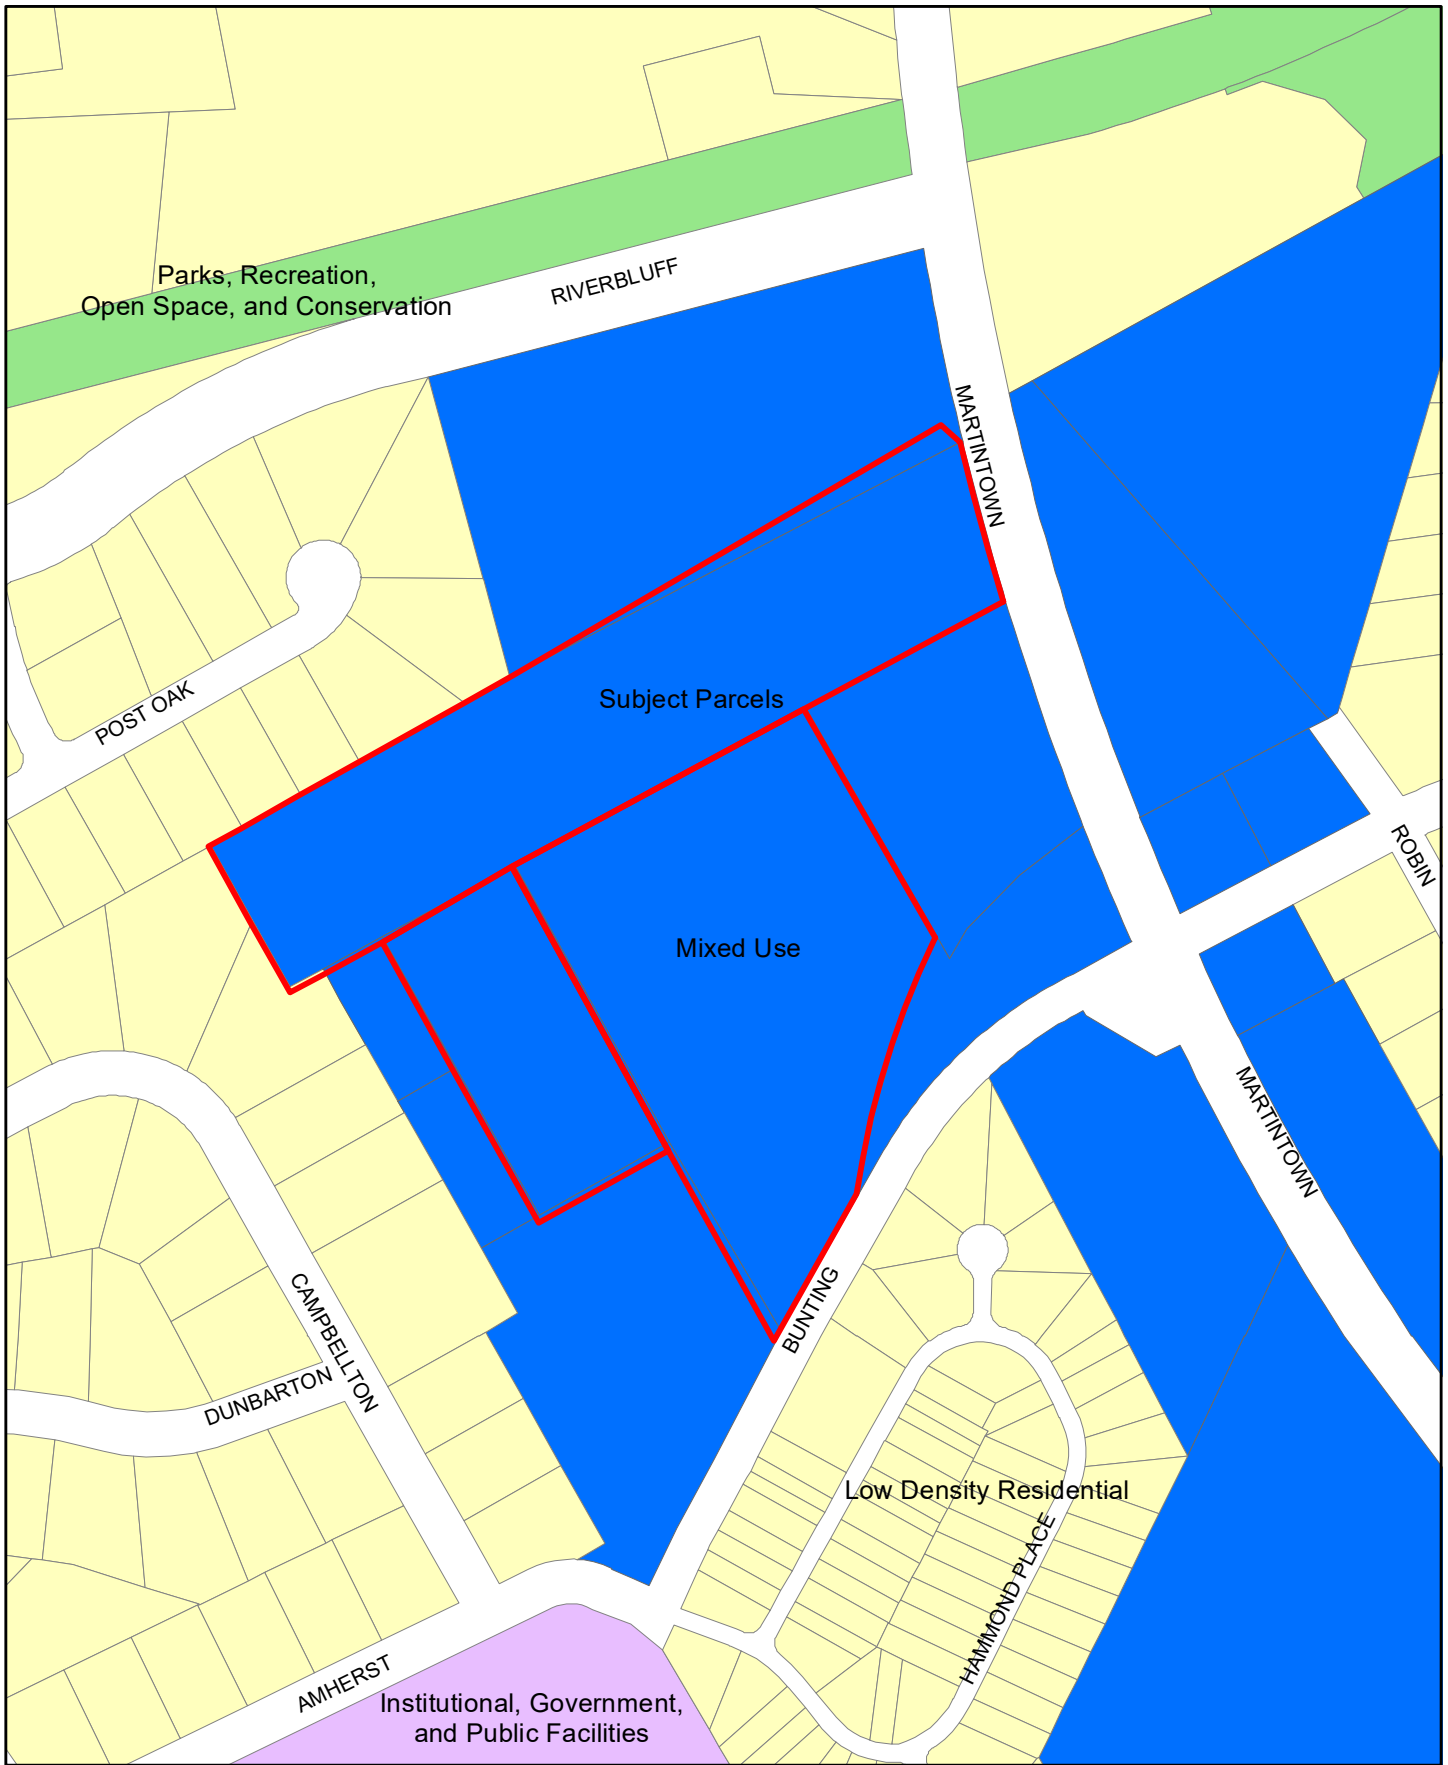 Parks, Recreation,
Open Space, and Conservation
RIVERBLUFF
MARTINTOWN
Subject Parcels
POST OAK
ROBIN
Mixed Use
MARTINTOWN
CAMPBELLTON
BUNTING
DUNBARTON
Low Density Residential
HAMMOND PLACE
AMHERST
Institutional, Government,
and Public Facilities